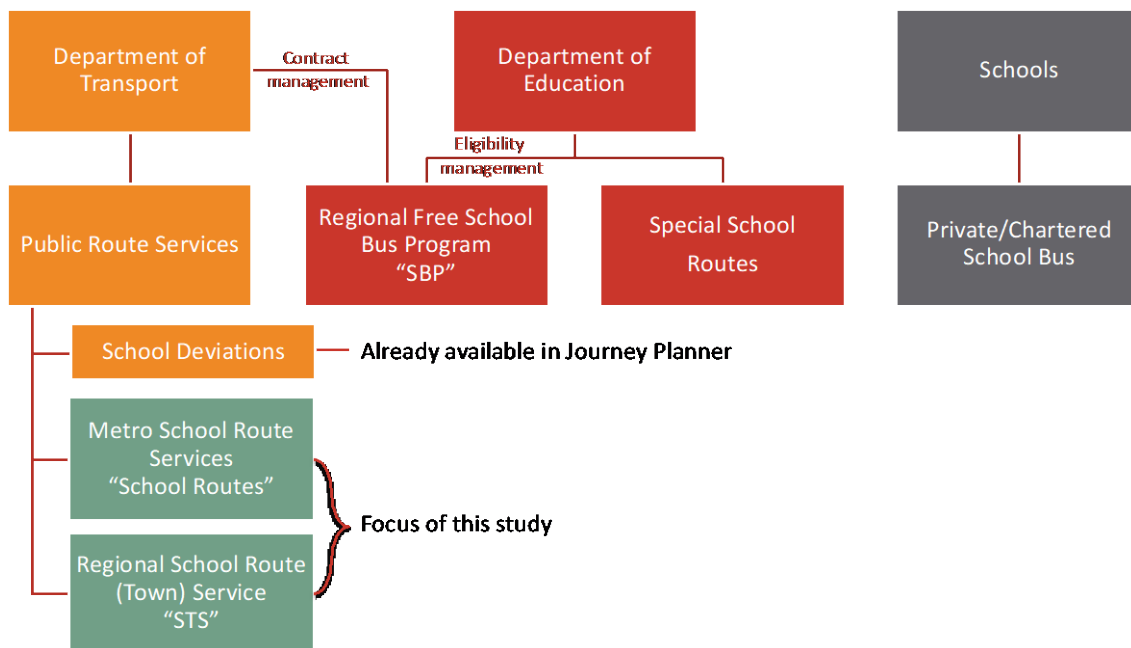 Department of
Transport
Contract
management
Department of
Education
Schools
Eligibility
management
Public Route Services
Regional Free School
Bus Program
“SBP”
Special School
Routes
Private/Chartered
School Bus
School Deviations
Already available in Journey Planner
Metro School Route
Services
“School Routes”
Focus of this study
Regional School Route
(Town) Service
“STS”